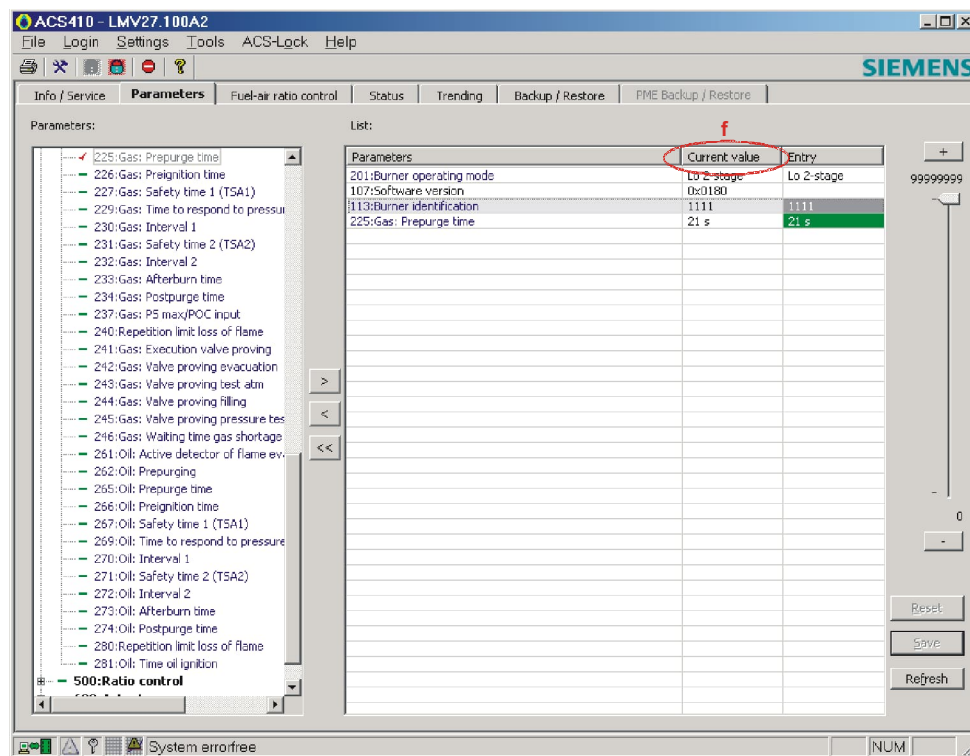 ACS410 - LMV27.100A2
File Login Settings Tools ACS-Lock Help
SIEMENS
Info / Service Parameters Fuel-air ratio control Status Trending Backup / Restore PME Backup / Restore
Parameters:
225:Gas: Prepurge time
226:Gas: Preignition time
227:Gas: Safety time 1 (TSA1)
229:Gas: Time to respond to pressu
230:Gas: Interval 1
231:Gas: Safety time 2 (TSA2)
232:Gas: Interval 2
233:Gas: Afterburn time
234:Gas: Postpurge time
237:Gas: PS max/POC input
240:Repetition limit loss of flame
241:Gas: Execution valve proving
242:Gas: Valve proving evacuation
243:Gas: Valve proving test atm
244:Gas: Valve proving filling
245:Gas: Valve proving pressure tes
246:Gas: Waiting time gas shortage
261:Oil: Active detector of flame ev
262:Oil: Prepurging
265:Oil: Prepurge time
266:Oil: Preignition time
267:Oil: Safety time 1 (TSA1)
269:Oil: Time to respond to pressure
270:Oil: Interval 1
271:Oil: Safety time 2 (TSA2)
272:Oil: Interval 2
273:Oil: Afterburn time
274:Oil: Postpurge time
280:Repetition limit loss of flame
281:Oil: Time oil ignition
500:Ratio control
>
<
<<
List:
f
Parameters Current value Entry
201:Burner operating mode Lo 2-stage Lo 2-stage
107:Software version 0x0180
113:Burner identification 1111 1111
225:Gas: Prepurge time 21 s 21 s
+
99999999
0
-
Reset
Save
Refresh
System errorfree
NUM